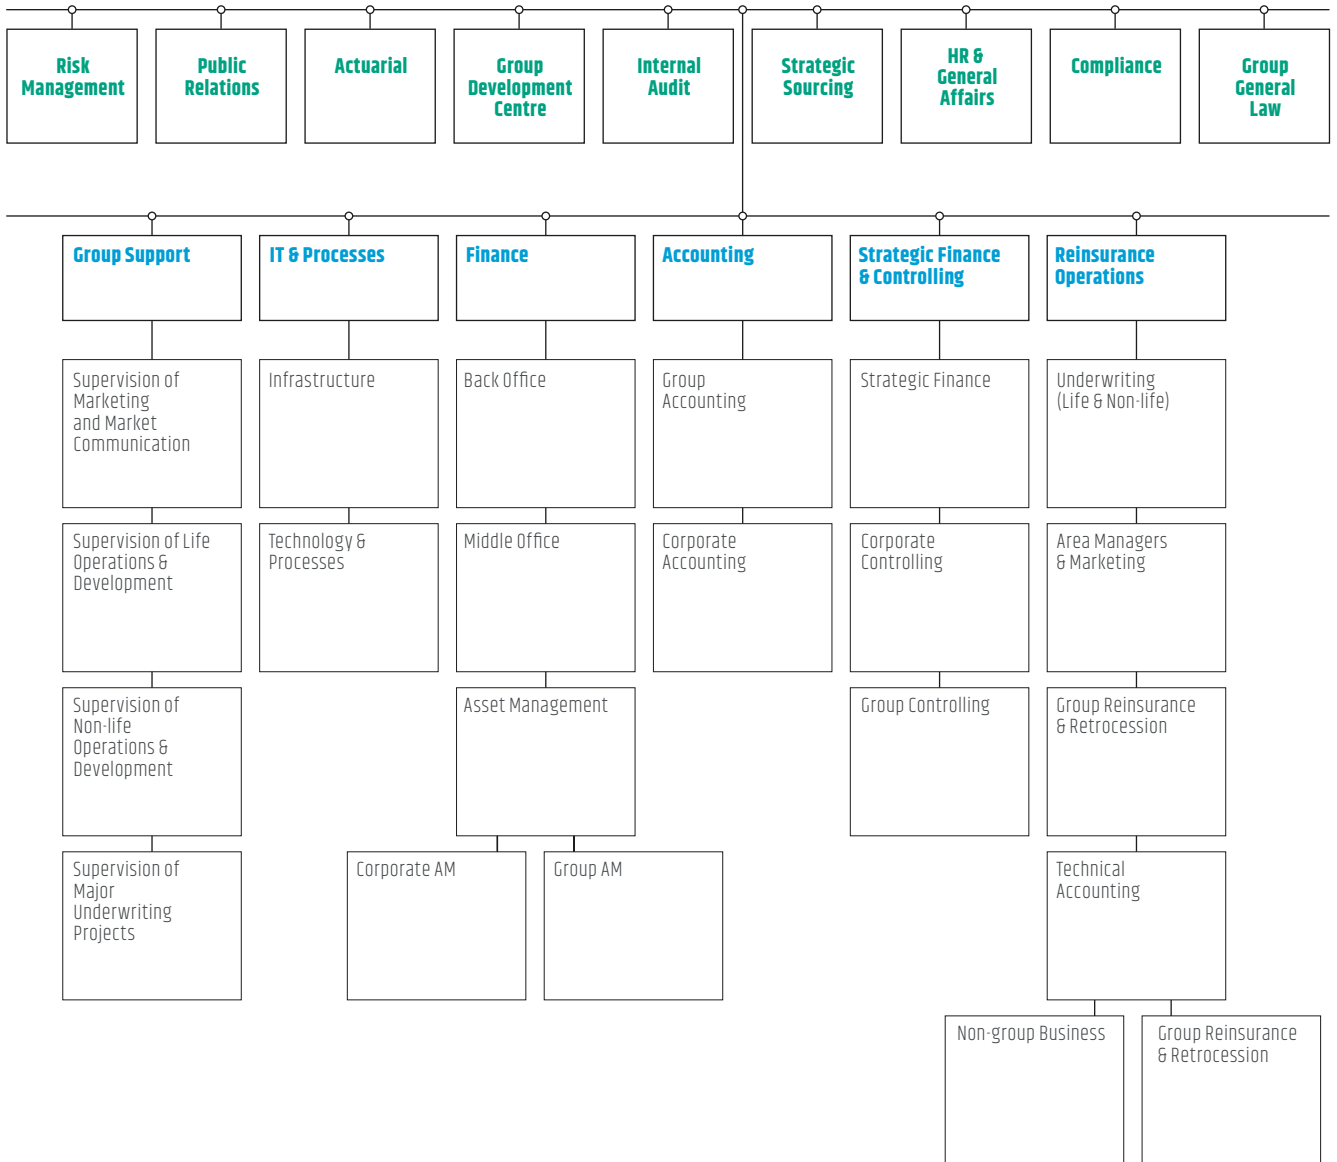 Risk
Management
Public
Relations
Actuarial
Group
Development
Centre
Internal
Audit
Strategic
Sourcing
HR &
General
Affairs
Compliance
Group
General
Law
Group Support
IT & Processes
Finance
Accounting
Strategic Finance
& Controlling
Reinsurance
Operations
Supervision of
Marketing
and Market
Communication
Infrastructure
Back Office
Group
Accounting
Strategic Finance
Underwriting
(Life & Non-life)
Supervision of Life
Operations &
Development
Technology &
Processes
Middle Office
Corporate
Accounting
Corporate
Controlling
Area Managers
& Marketing
Supervision of
Non-life
Operations &
Development
Asset Management
Group Controlling
Group Reinsurance
& Retrocession
Supervision of
Major
Underwriting
Projects
Corporate AM
Group AM
Technical
Accounting
Non-group Business
Group Reinsurance
& Retrocession